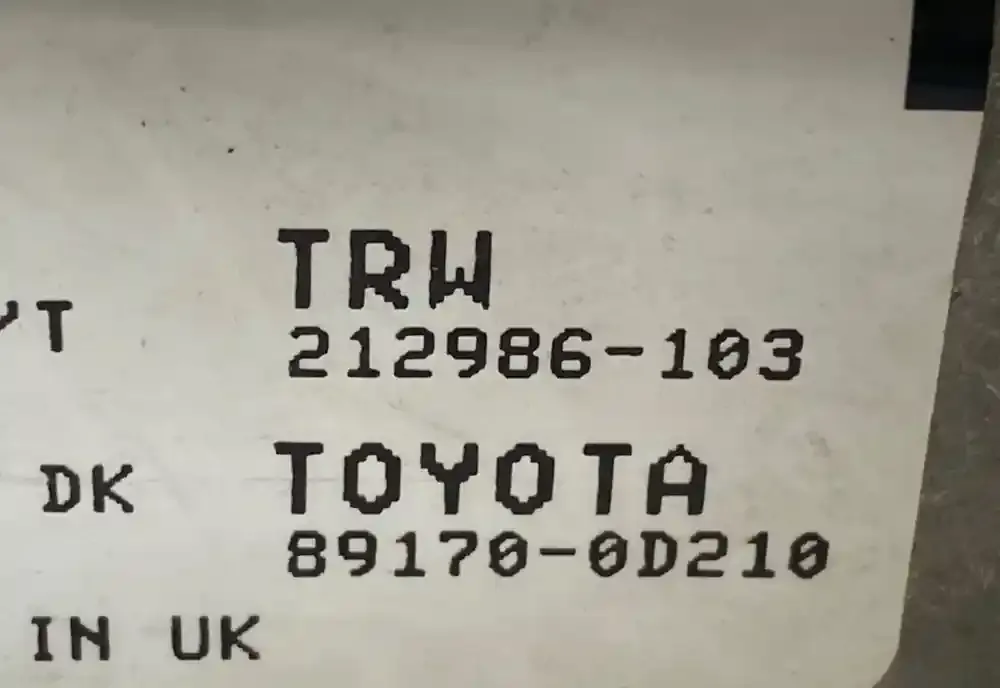 TRW
212986-103
T
DK TOYOTA
89170-0D210
IN UK